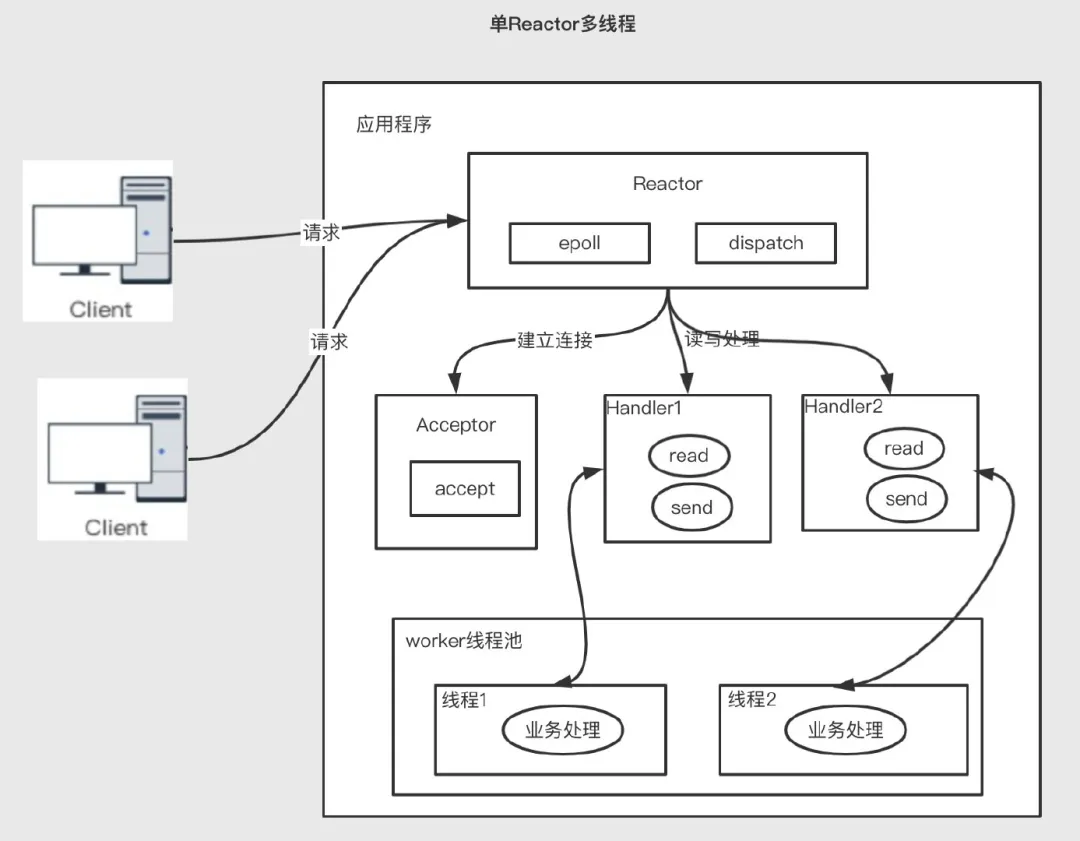 单Reactor多线程
应用程序
Reactor
epoll
dispatch
请求
Client
请求
Client
建立连接
读写处理
Acceptor
accept
Handler1
read
send
Handler2
read
send
worker线程池
线程1
业务处理
线程2
业务处理